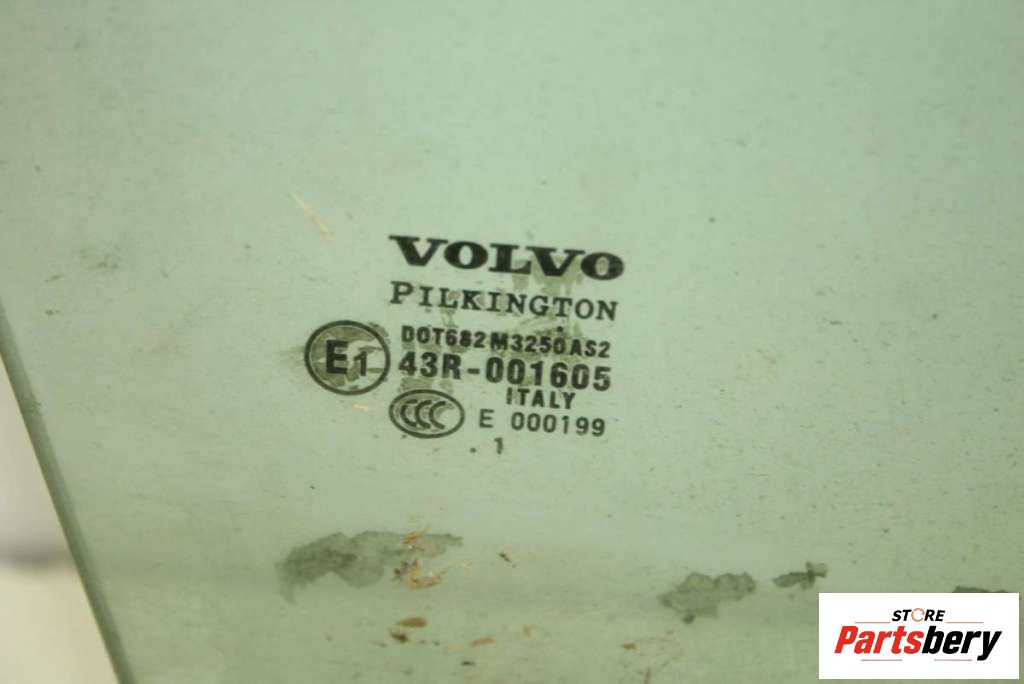 VOLVO
PILKINGTON
DOT682M3250AS2
E1 43R-001605
ITALY
CCC E 000199
. 1
STORE
Partsbery